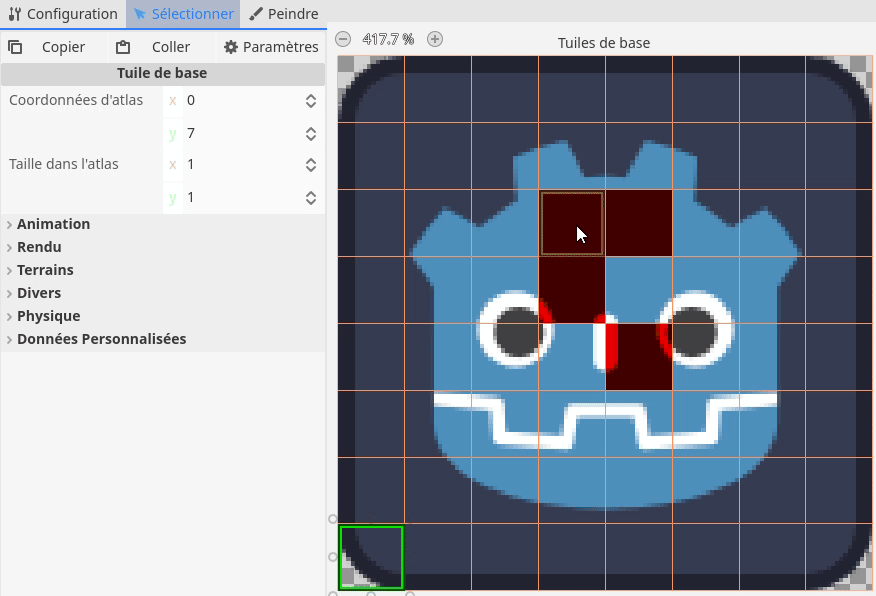 Configuration Sélectionner Peindre
Copier Coller Paramètres
Tuile de base
Coordonnées d'atlas x 0
y 7
Taille dans l'atlas x 1
y 1
Animation
Rendu
Terrains
Divers
Physique
Données Personnalisées
417.7 %
Tuiles de base